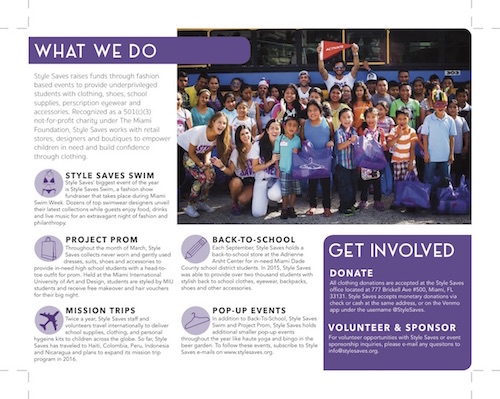 WHAT WE DO
Style Saves raises funds through fashion
based events to provide underprivileged
students with clothing, shoes, school
supplies, perscription eyewear and
accessories. Recognized as a 501(c)(3)
not-for-profit charity under The Miami
Foundation, Style Saves works with retail
stores, designers and boutiques to empower
children in need and build confidence
through clothing.
STYLE SAVES SWIM
Style Saves' biggest event of the year
is Style Saves Swim, a fashion show
fundraiser that takes place during Miami
Swim Week. Dozens of top swimwear designers unveil
their latest collections while guests enjoy food, drinks
and live music for an extravagant night of fashion and
philanthropy.
PROJECT PROM
Throughout the month of March, Style
Saves collects never worn and gently used
dresses, suits, shoes and accessories to
provide in-need high school students with a head-to-
toe outfit for prom. Held at the Miami International
University of Art and Design, students are styled by MIU
students and receive free makeover and hair vouchers
for their big night.
MISSION TRIPS
Twice a year, Style Saves staff and
volunteers travel internationally to deliver
school supplies, clothing, and personal
hygeine kits to children across the globe. So far, Style
Saves has traveled to Haiti, Colombia, Peru, Indonesia
and Nicaragua and plans to expand its mission trip
program in 2016.
BACK-TO-SCHOOL
Each September, Style Saves holds a
back-to-school store at the Adrienne
Arsht Center for in-need Miami Dade
County school district students. In 2015, Style Saves
was able to provide over two thousand students with
stylish back to school clothes, eyewear, backpacks,
shoes and other accessories.
POP-UP EVENTS
In addition to Back-To-School, Style Saves
Swim and Project Prom, Style Saves holds
additional smaller pop-up events
throughout the year like haute yoga and bingo in the
beer garden. To follow these events, subscribe to Style
Saves e-mails on www.stylesaves.org.
GET INVOLVED
DONATE
All clothing donations are accepted at the Style Saves
office located at 777 Brickell Ave #500, Miami, FL
33131. Style Saves accepts monetary donations via
check or cash at the same address, or on the Venmo
app under the username @StyleSaves.
VOLUNTEER & SPONSOR
For volunteer opportunities with Style Saves or event
sponsorship inquiries, please e-mail any quesitons to
info@stylesaves.org.